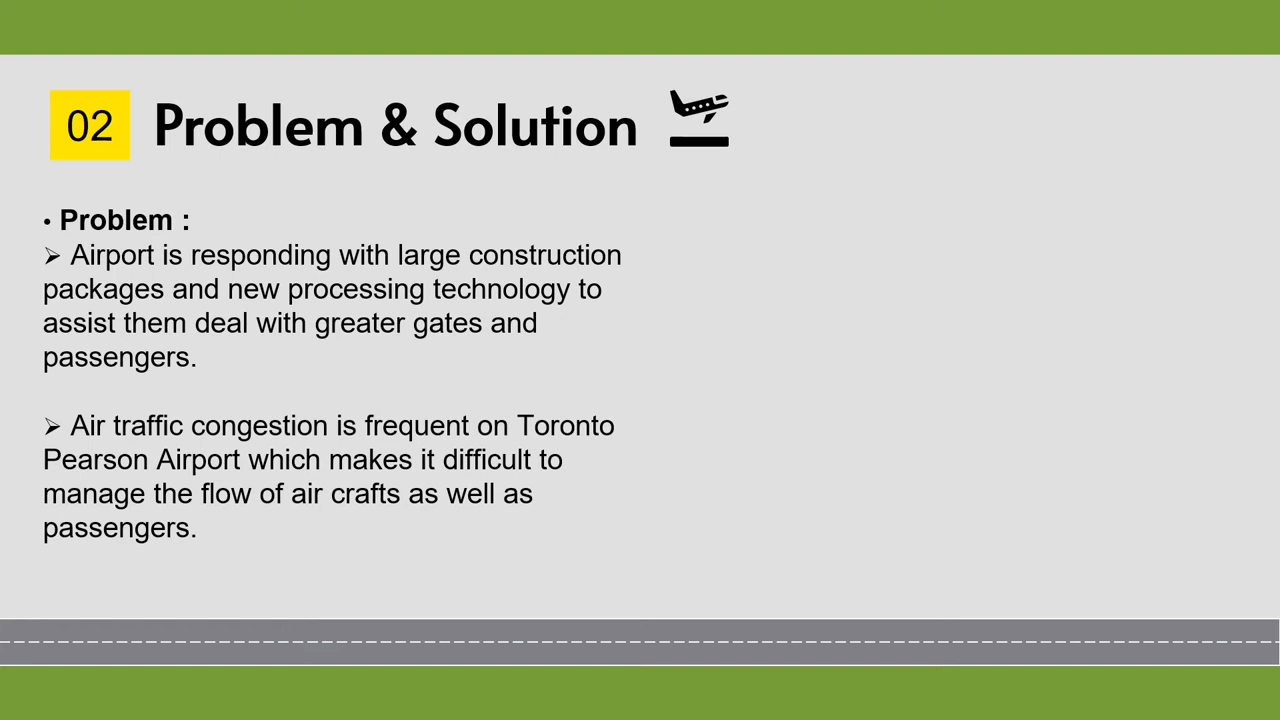 02
Problem & Solution
• Problem :
➢ Airport is responding with large construction
packages and new processing technology to
assist them deal with greater gates and
passengers.
➢ Air traffic congestion is frequent on Toronto
Pearson Airport which makes it difficult to
manage the flow of air crafts as well as
passengers.